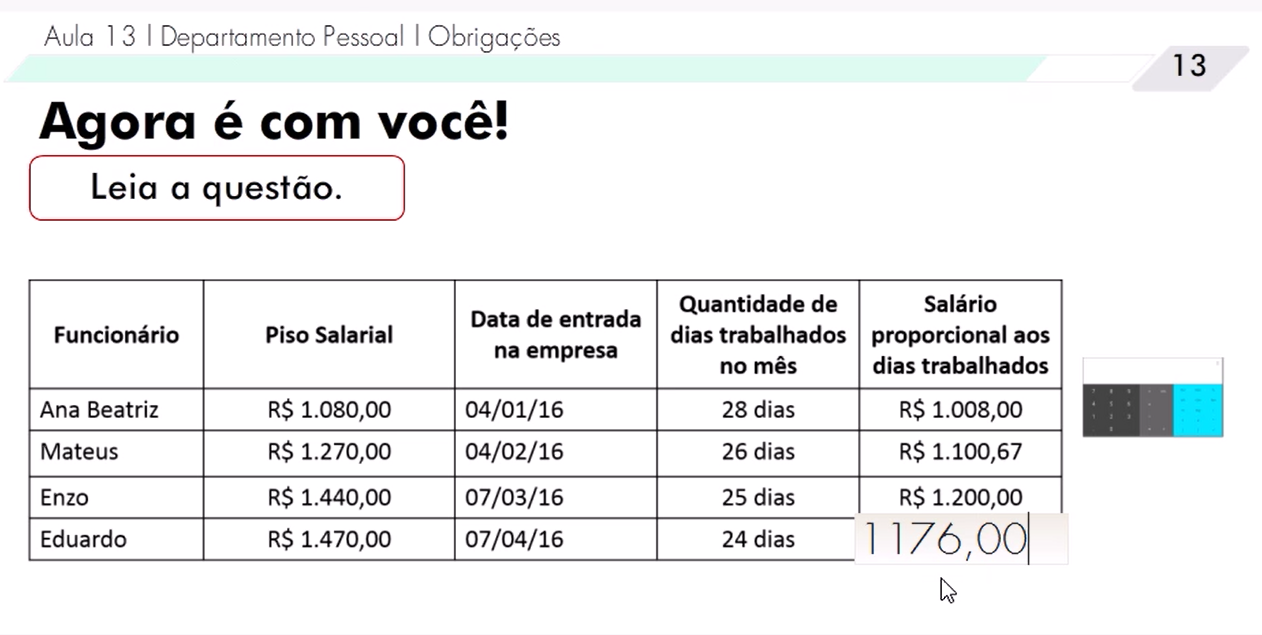 Aula 13 | Departamento Pessoal | Obrigações
13
Agora é com você!
Leia a questão.
Funcionário Piso Salarial Data de entrada na empresa Quantidade de dias trabalhados no mês Salário proporcional aos dias trabalhados
Ana Beatriz R$ 1.080,00 04/01/16 28 dias R$ 1.008,00
Mateus R$ 1.270,00 04/02/16 26 dias R$ 1.100,67
Enzo R$ 1.440,00 07/03/16 25 dias R$ 1.200,00
Eduardo R$ 1.470,00 07/04/16 24 dias 1176,00